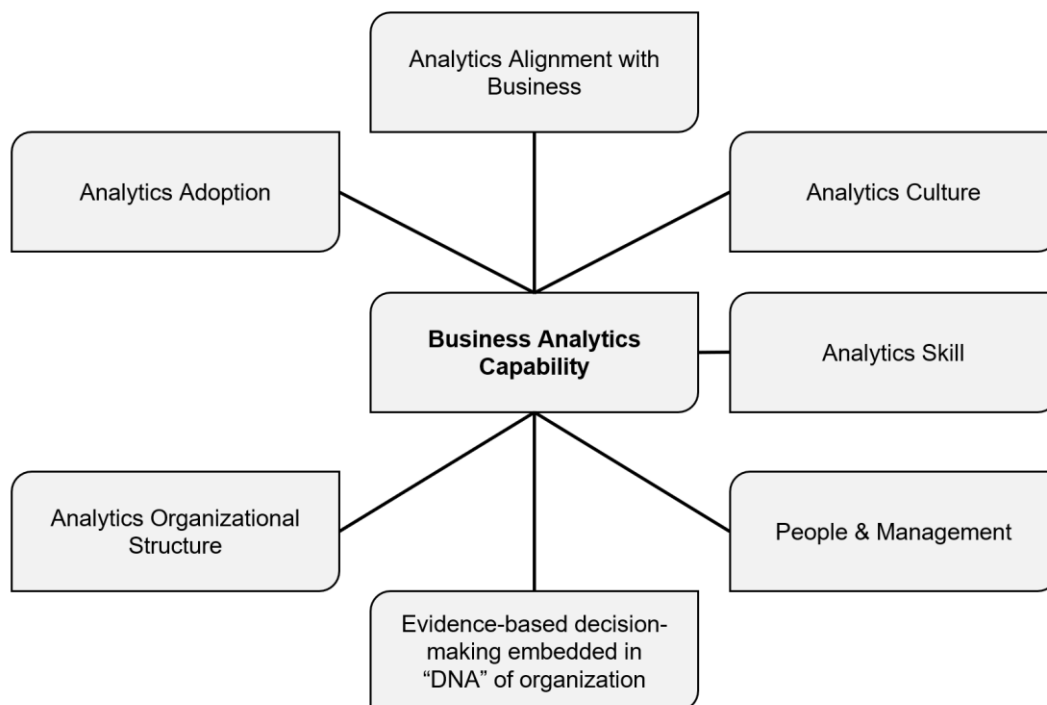 Analytics Alignment with
Business
Analytics Adoption
Analytics Culture
Business Analytics
Capability
Analytics Skill
Analytics Organizational
Structure
People & Management
Evidence-based decision-
making embedded in
“DNA” of organization